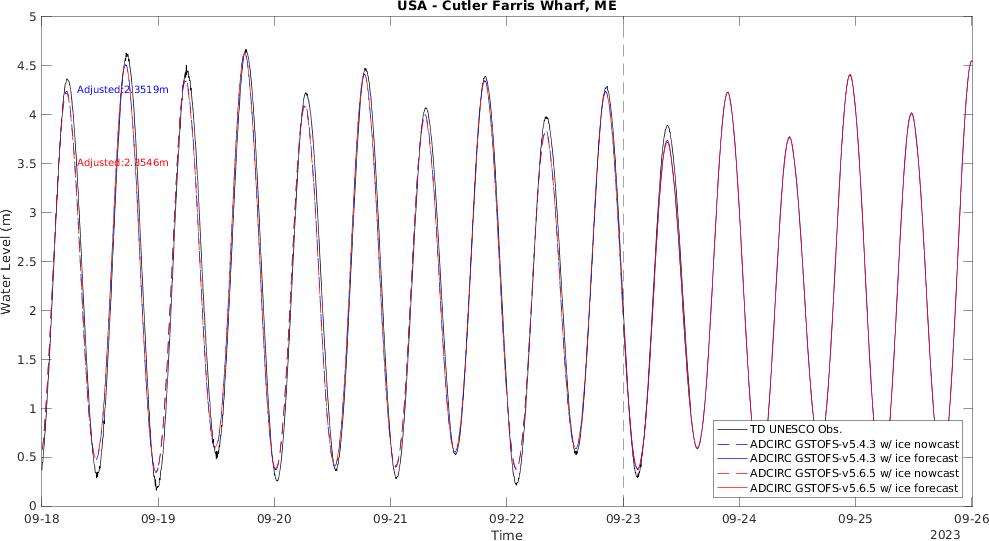 USA - Cutler Farris Wharf, ME
5
4.5
4
3.5
3
2.5
2
1.5
1
0.5
0
Water Level (m)
Adjusted:2.3519m
Adjusted:2.3546m
TD UNESCO Obs.
ADCIRC GSTOFS-v5.4.3 w/ ice nowcast
ADCIRC GSTOFS-v5.4.3 w/ ice forecast
ADCIRC GSTOFS-v5.6.5 w/ ice nowcast
ADCIRC GSTOFS-v5.6.5 w/ ice forecast
09-18 09-19 09-20 09-21 09-22 09-23 09-24 09-25 09-26
Time
2023